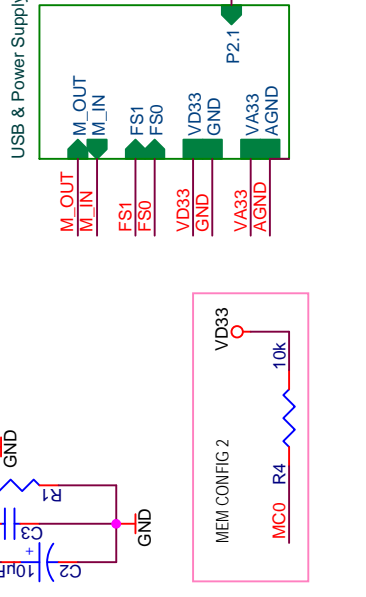 USB & Power Supply
P2.1
M_OUT
M_IN
FS1
FS0
VD33
GND
VA33
AGND
M_OUT
M_IN
FS1
FS0
VD33
GND
VA33
AGND
VD33
10k
MEM CONFIG 2
R4
MC0
GND
R1
C3
GND
+
10µF
C2